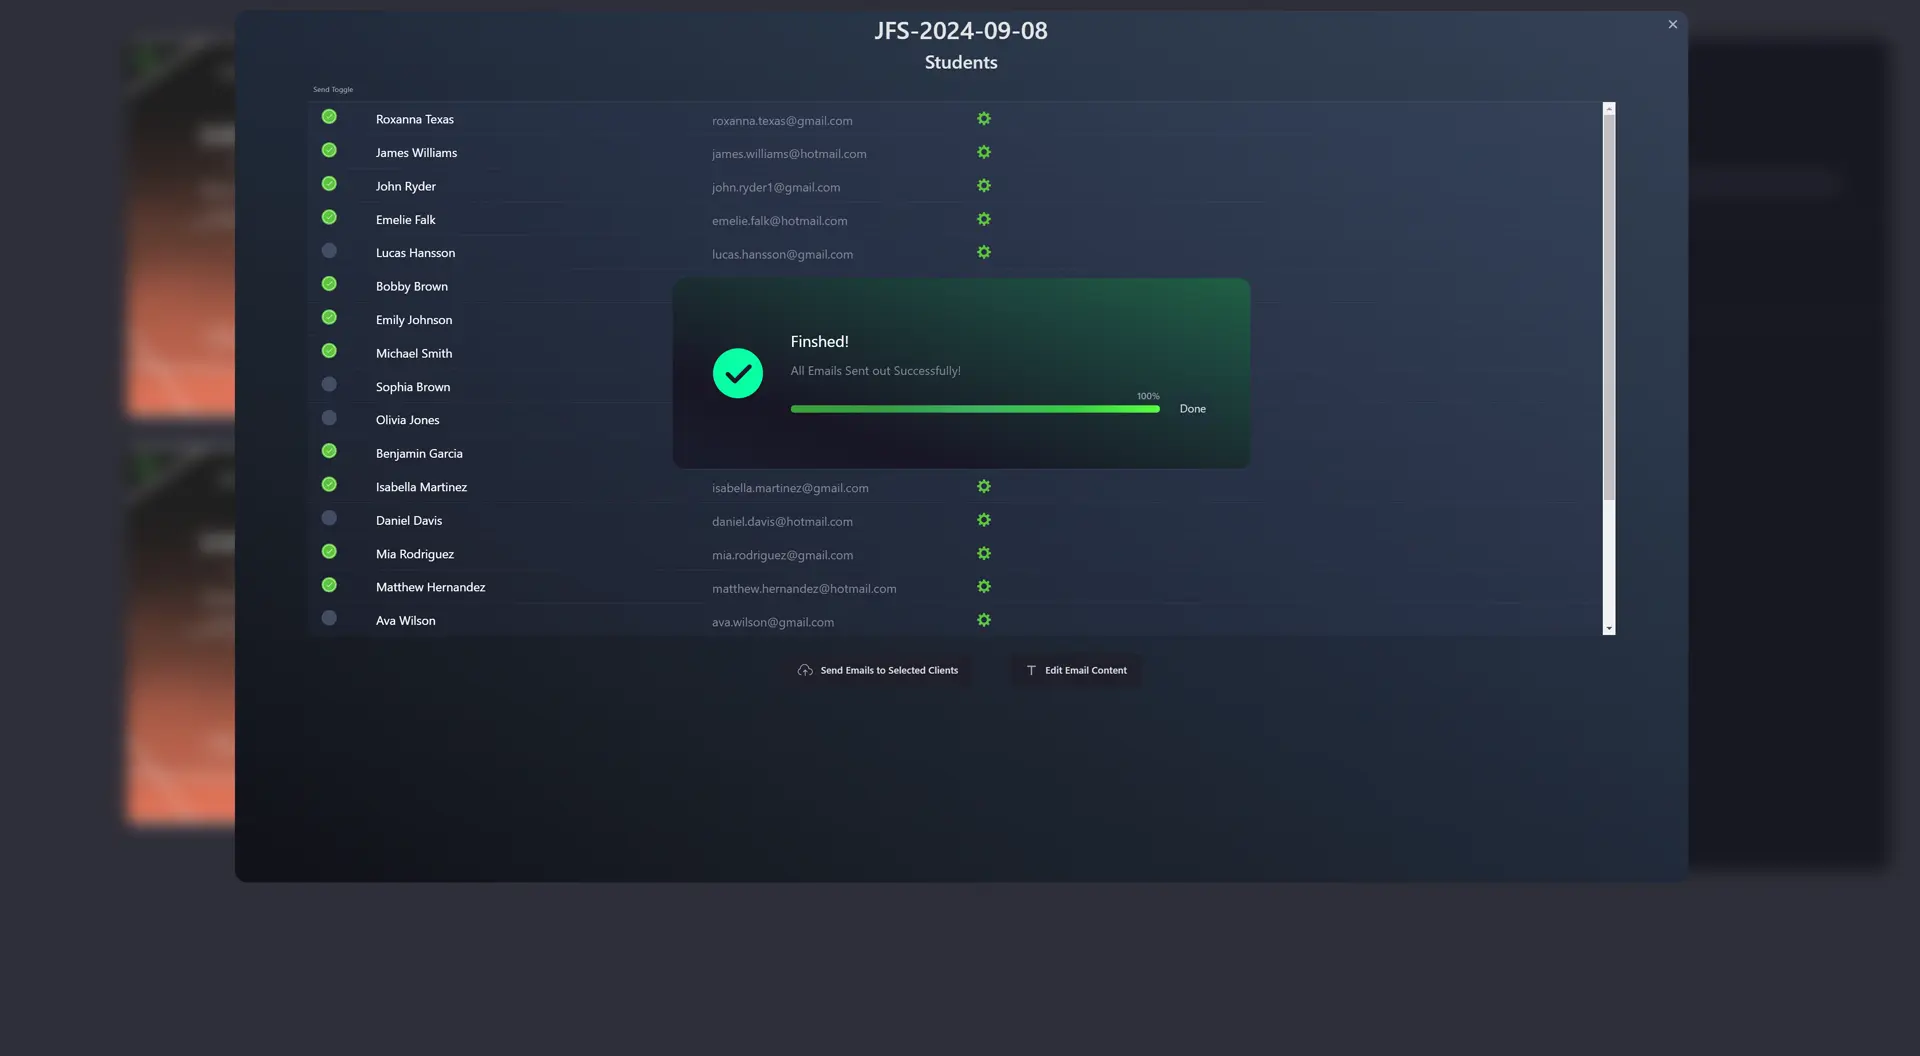 JFS-2024-09-08
Students
Send Toggle
Roxanna Texas roxanna.texas@gmail.com
James Williams james.williams@hotmail.com
John Ryder john.ryder1@gmail.com
Emelie Falk emelie.falk@hotmail.com
Lucas Hansson lucas.hansson@gmail.com
Bobby Brown
Emily Johnson
Michael Smith
Sophia Brown
Olivia Jones
Benjamin Garcia
Finshed!
All Emails Sent out Successfully!
100%
Done
Isabella Martinez isabella.martinez@gmail.com
Daniel Davis daniel.davis@hotmail.com
Mia Rodriguez mia.rodriguez@gmail.com
Matthew Hernandez matthew.hernandez@hotmail.com
Ava Wilson ava.wilson@gmail.com
Send Emails to Selected Clients
Edit Email Content